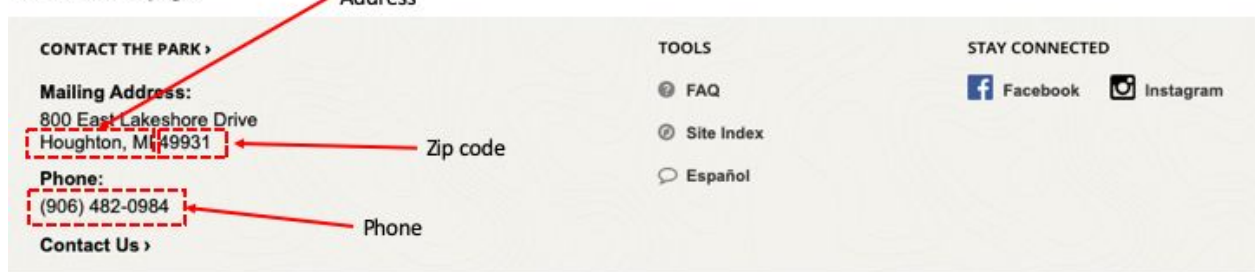 Address
CONTACT THE PARK ›
Mailing Address:
800 East Lakeshore Drive
Houghton, MI 49931
Zip code
Phone:
(906) 482-0984
Phone
Contact Us ›
TOOLS
FAQ
Site Index
Español
STAY CONNECTED
Facebook
Instagram